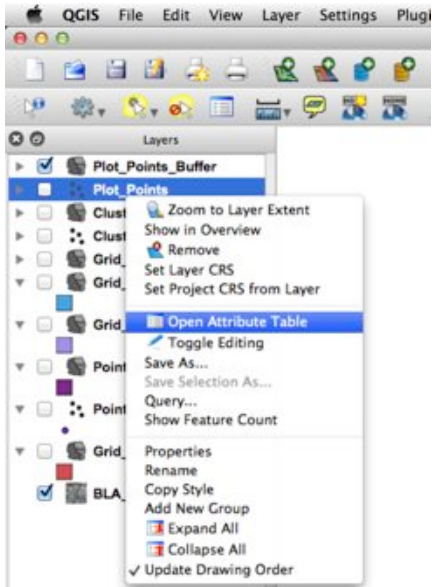 QGIS File Edit View Layer Settings Plugi
Layers
Plot_Points_Buffer
Plot_Points
Clust
Clust
Grid_
Grid_
Grid_
Point
Point
Grid_
BLA_
Zoom to Layer Extent
Show in Overview
Remove
Set Layer CRS
Set Project CRS from Layer
Open Attribute Table
Toggle Editing
Save As...
Save Selection As...
Query...
Show Feature Count
Properties
Rename
Copy Style
Add New Group
Expand All
Collapse All
Update Drawing Order